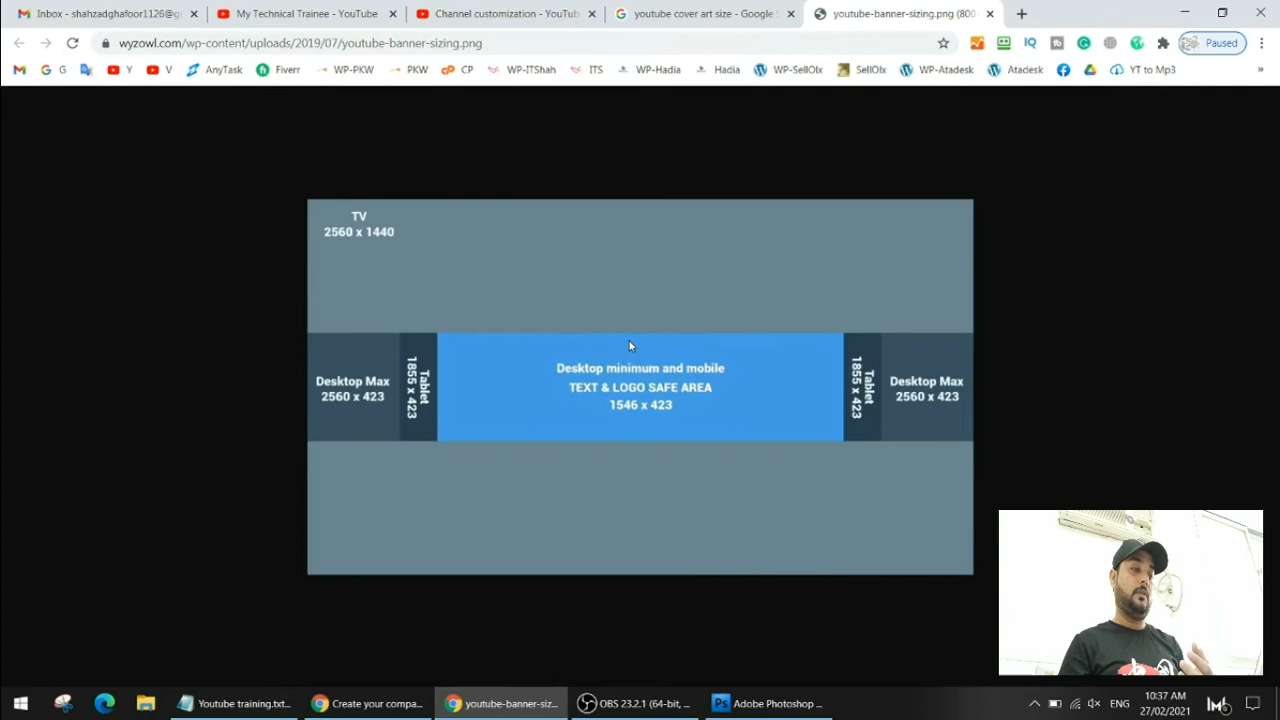 Inbox - shahzadghafoor1126@g
My Technical Trainee - YouTube
Channel customization - YouTub
youtube cover art size - Google
youtube-banner-sizing.png (800
wyzowl.com/wp-content/uploads/2019/07/youtube-banner-sizing.png
Paused
G
Y
V
AnyTask
Fiverr
WP-PKW
PKW
CP
WP-ITShah
ITS
WP-Hadia
Hadia
WP-SellOlx
SellOlx
WP-Atadesk
Atadesk
YT to Mp3
TV
2560 x 1440
Desktop Max
2560 x 423
Tablet
1855 x 423
Desktop minimum and mobile
TEXT & LOGO SAFE AREA
1546 x 423
Tablet
1855 x 423
Desktop Max
2560 x 423
Youtube training.txt...
Create your compa...
youtube-banner-siz...
OBS 23.2.1 (64-bit, ...
Adobe Photoshop ...
ENG
10:37 AM
27/02/2021